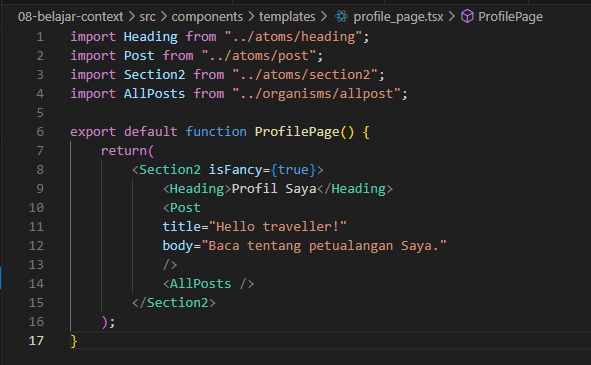 08-belajar-context > src > components > templates > profile_page.tsx > ProfilePage
1 import Heading from "../atoms/heading";
2 import Post from "../atoms/post";
3 import Section2 from "../atoms/section2";
4 import AllPosts from "../organisms/allpost";
5
6 export default function ProfilePage() {
7     return(
8         <Section2 isFancy={true}>
9             <Heading>Profil Saya</Heading>
10             <Post
11             title="Hello traveller!"
12             body="Baca tentang petualangan Saya."
13             />
14             <AllPosts />
15         </Section2>
16     );
17 }